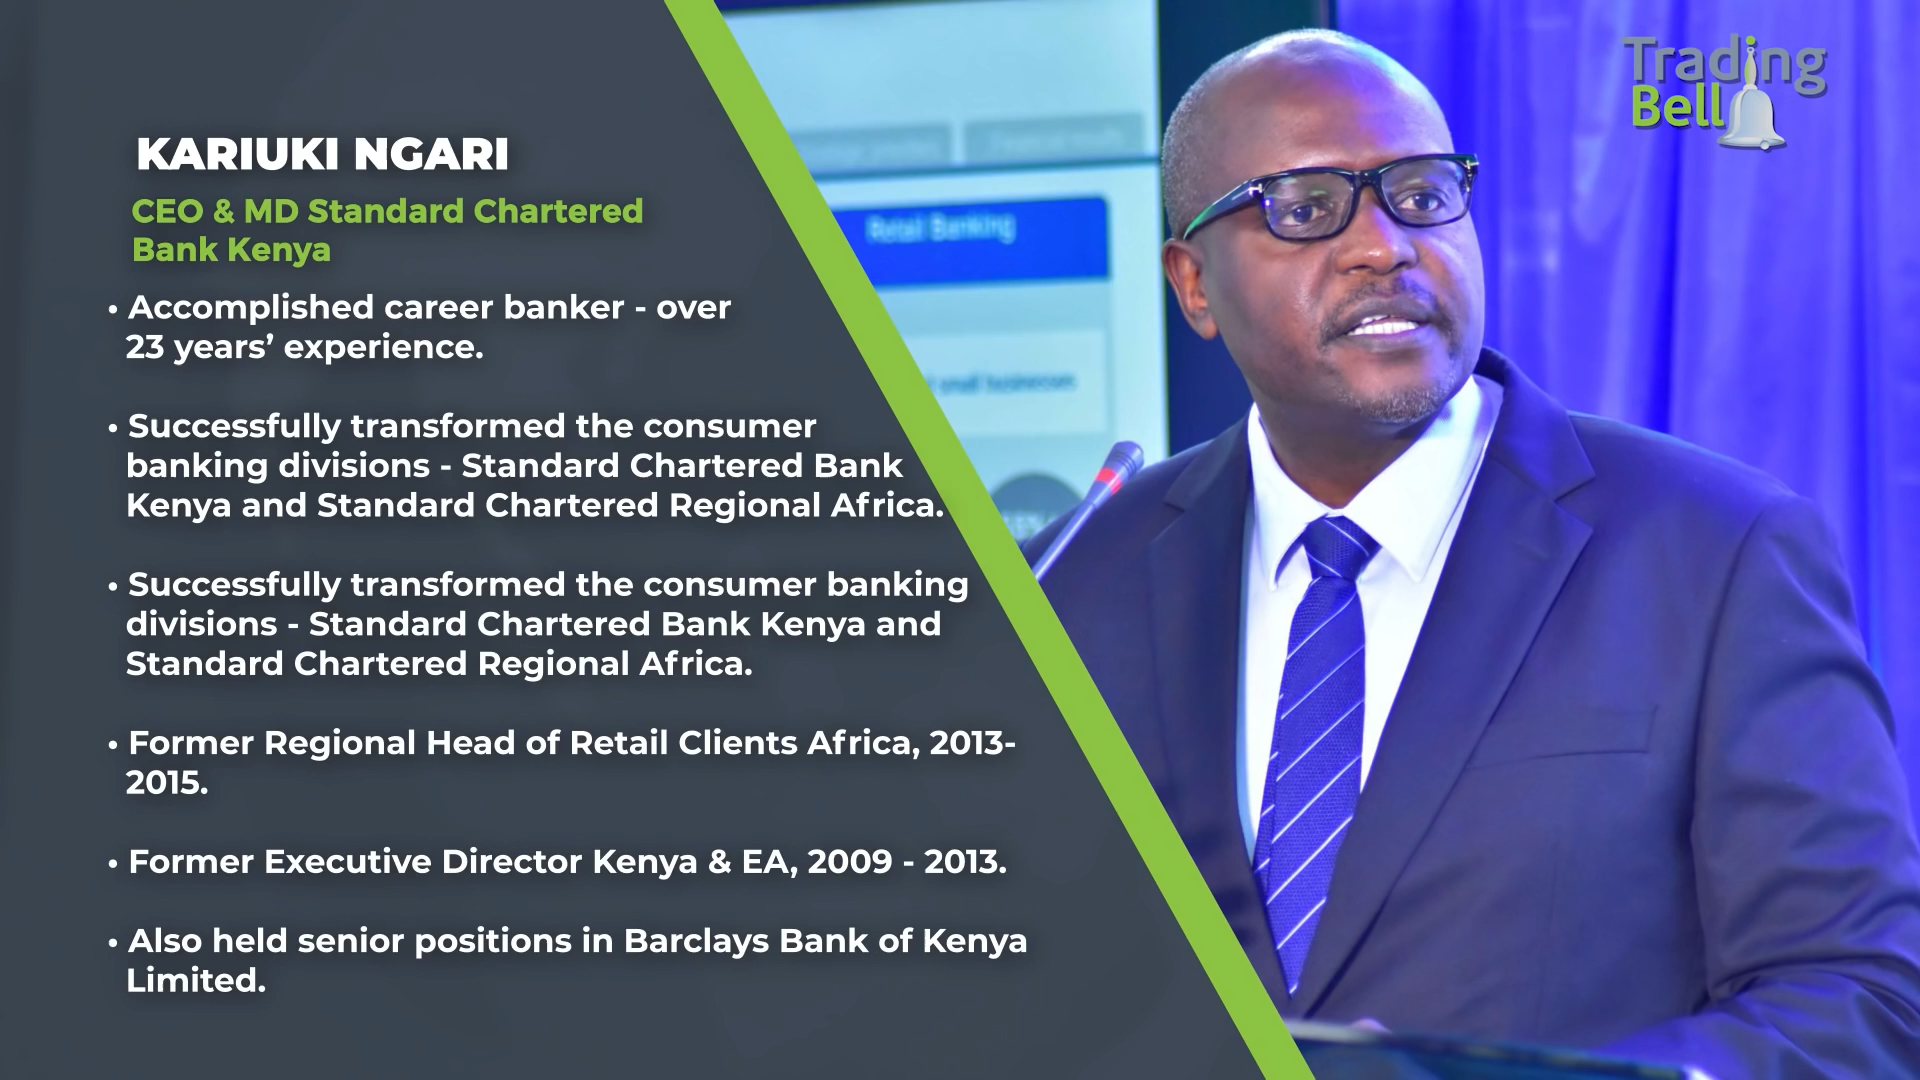 Trading
Bell
KARIUKI NGARI
CEO & MD Standard Chartered
Bank Kenya
• Accomplished career banker - over
23 years’ experience.
• Successfully transformed the consumer
banking divisions - Standard Chartered Bank
Kenya and Standard Chartered Regional Africa.
• Successfully transformed the consumer banking
divisions - Standard Chartered Bank Kenya and
Standard Chartered Regional Africa.
• Former Regional Head of Retail Clients Africa, 2013-
2015.
• Former Executive Director Kenya & EA, 2009 - 2013.
• Also held senior positions in Barclays Bank of Kenya
Limited.
Retail Banking
small businesses